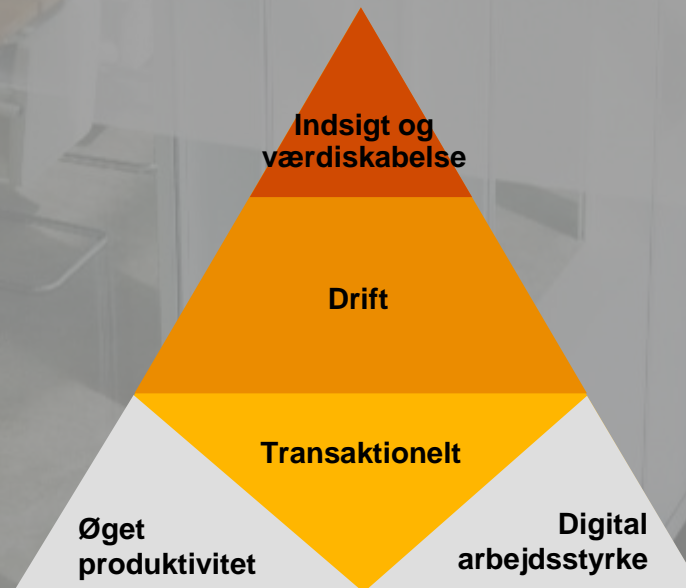 Indsigt og
værdiskabelse
Drift
Transaktionelt
Øget
produktivitet
Digital
arbejdsstyrke